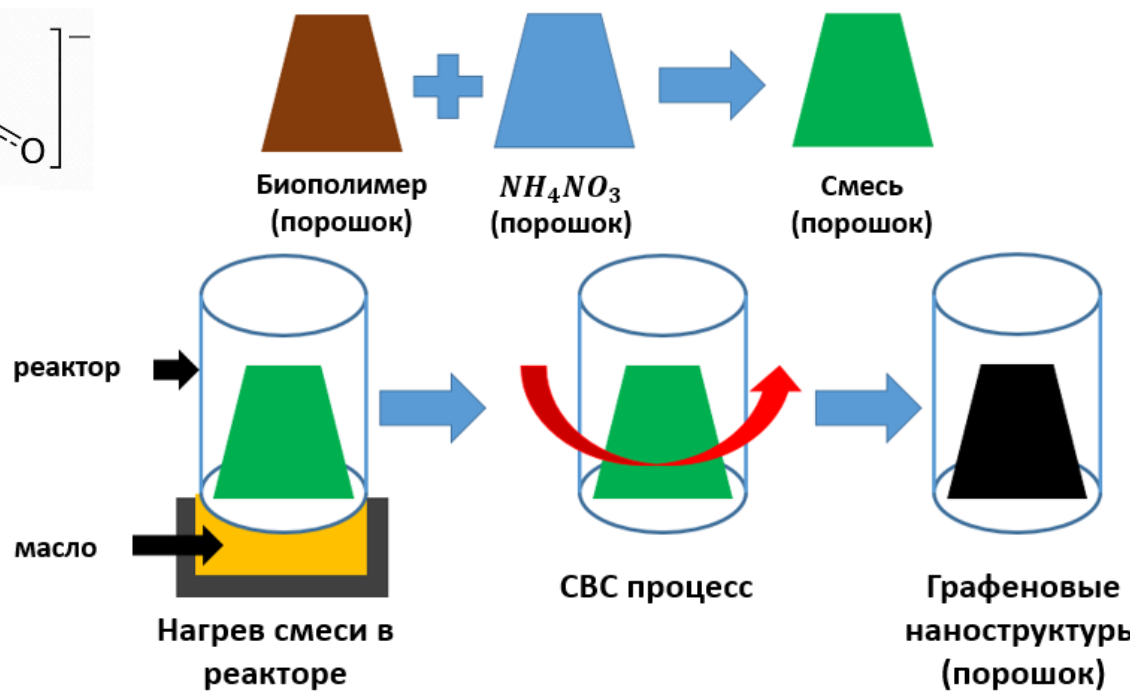 O
Биополимер
(порошок)
NH₄NO₃
(порошок)
Смесь
(порошок)
реактор
масло
Нагрев смеси в
реакторе
СВС процесс
Графеновые
наноструктуры
(порошок)